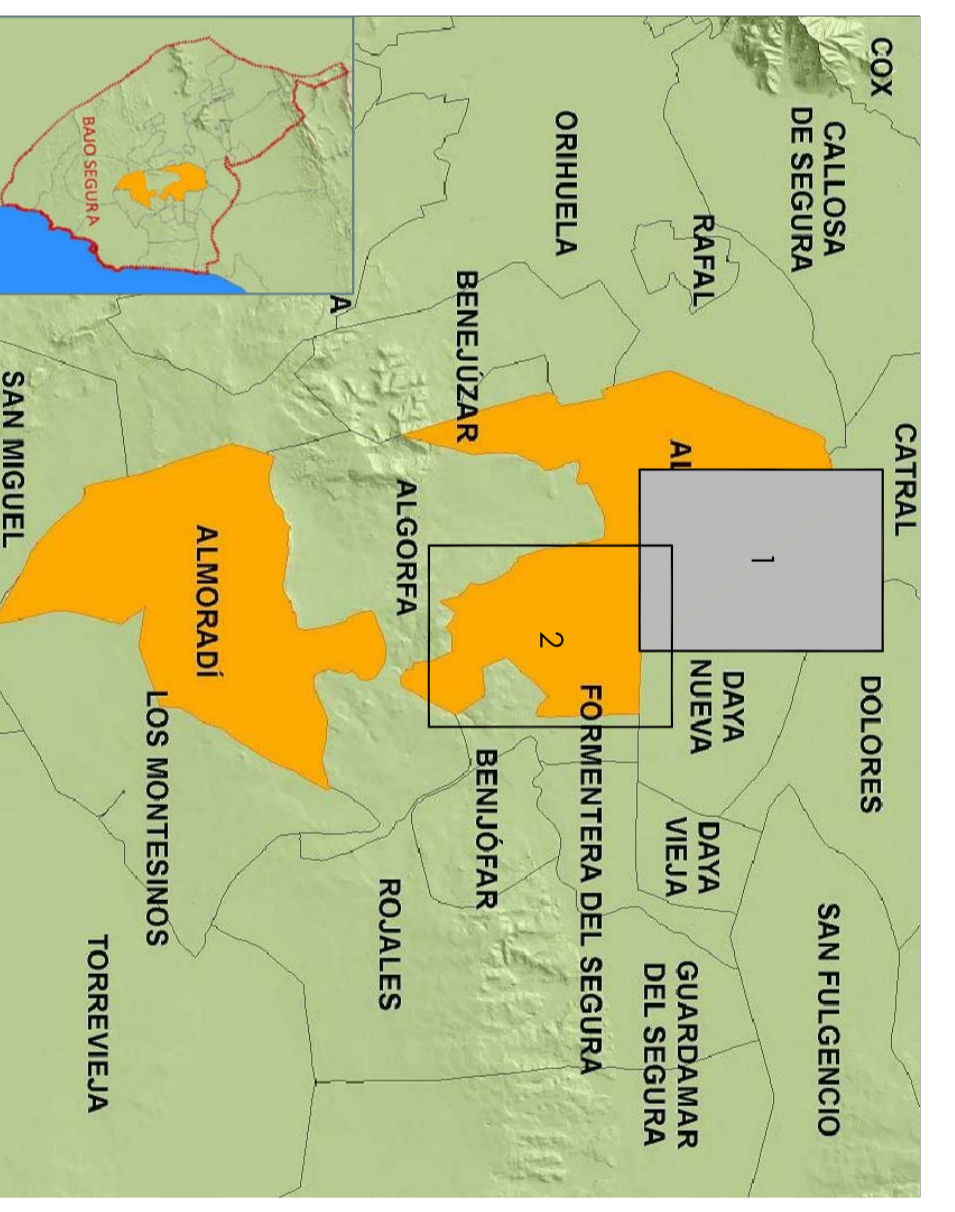 COX
CATRAL
DOLORES
CALLOSA
DE SEGURA
SAN FULGENCIO
1
DAYA
NUEVA
DAYA
VIEJA
RAFAL
AL
GUARDAMAR
DEL SEGURA
ORIHUELA
2
FORMENTERA DEL SEGURA
BENEJÚZAR
BENIJÓFAR
ALGORFA
ROJALES
A
ALMORADÍ
LOS MONTESINOS
TORREVIEJA
SAN MIGUEL
BAJO SEGURA